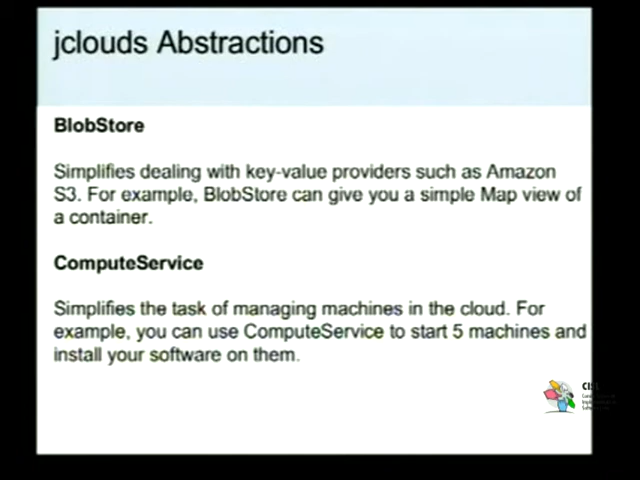 jclouds Abstractions
BlobStore
Simplifies dealing with key-value providers such as Amazon
S3. For example, BlobStore can give you a simple Map view of
a container.
ComputeService
Simplifies the task of managing machines in the cloud. For
example, you can use ComputeService to start 5 machines and
install your software on them.